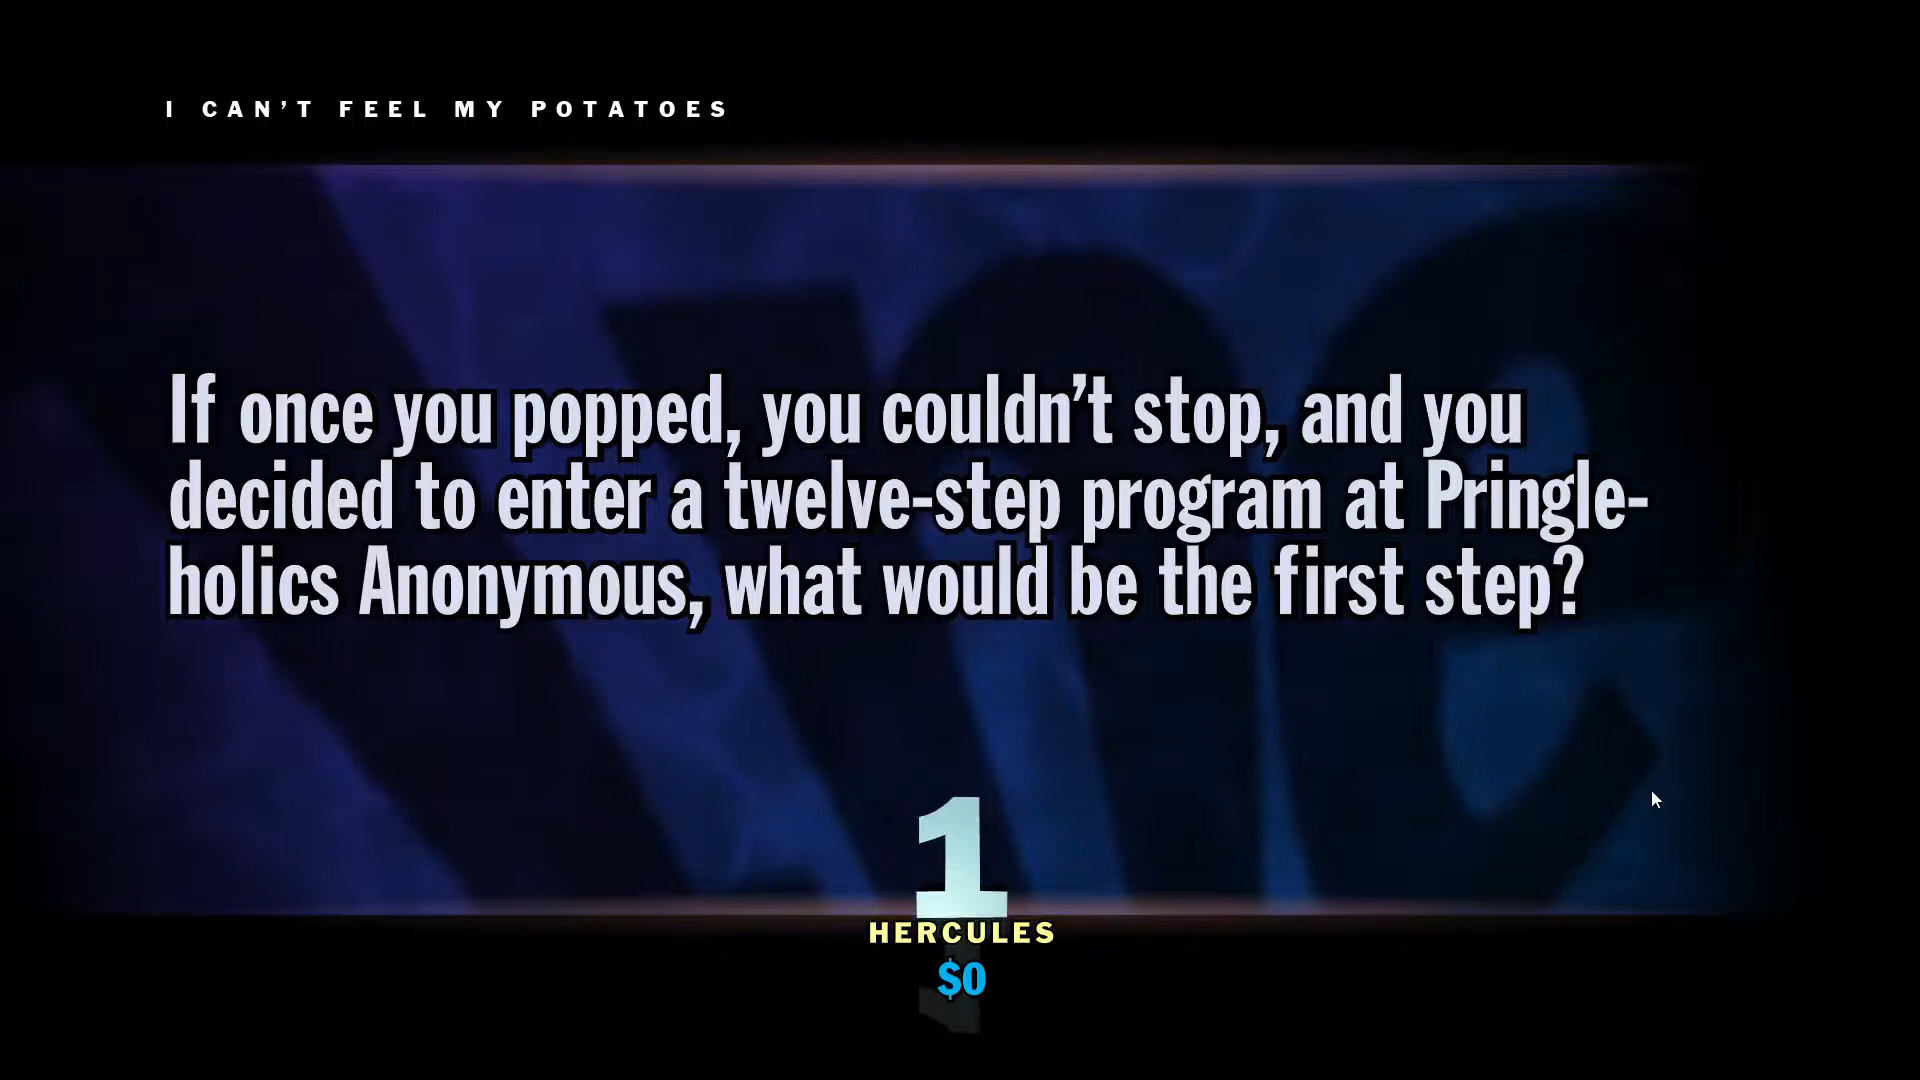 I CAN'T FEEL MY POTATOES
If once you popped, you couldn't stop, and you
decided to enter a twelve-step program at Pringle-
holics Anonymous, what would be the first step?
1
HERCULES
$0